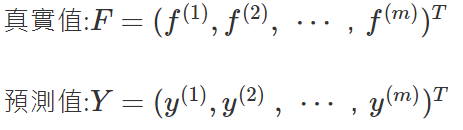 真實值:F = (f^{(1)}, f^{(2)}, ⋯ , f^{(m)})^T
預測值:Y = (y^{(1)}, y^{(2)} , ⋯ , y^{(m)})^T